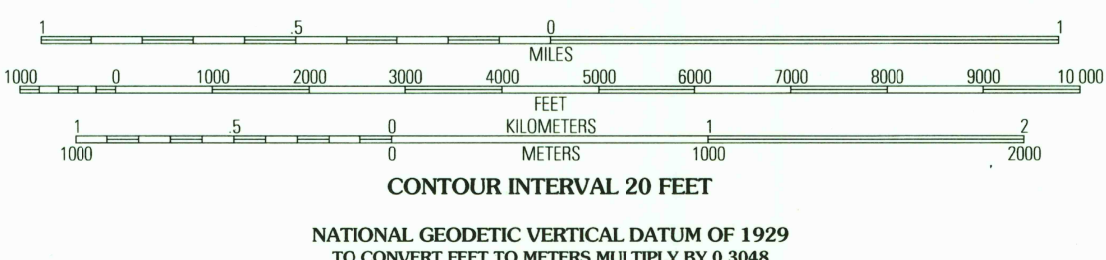 1 .5 0 1
MILES
1000 0 1000 2000 3000 4000 5000 6000 7000 8000 9000 10 000
FEET
1 .5 0 KILOMETERS 1 2
1000 0 METERS 1000 2000
CONTOUR INTERVAL 20 FEET
NATIONAL GEODETIC VERTICAL DATUM OF 1929
TO CONVERT FEET TO METERS MULTIPLY BY 0.3048